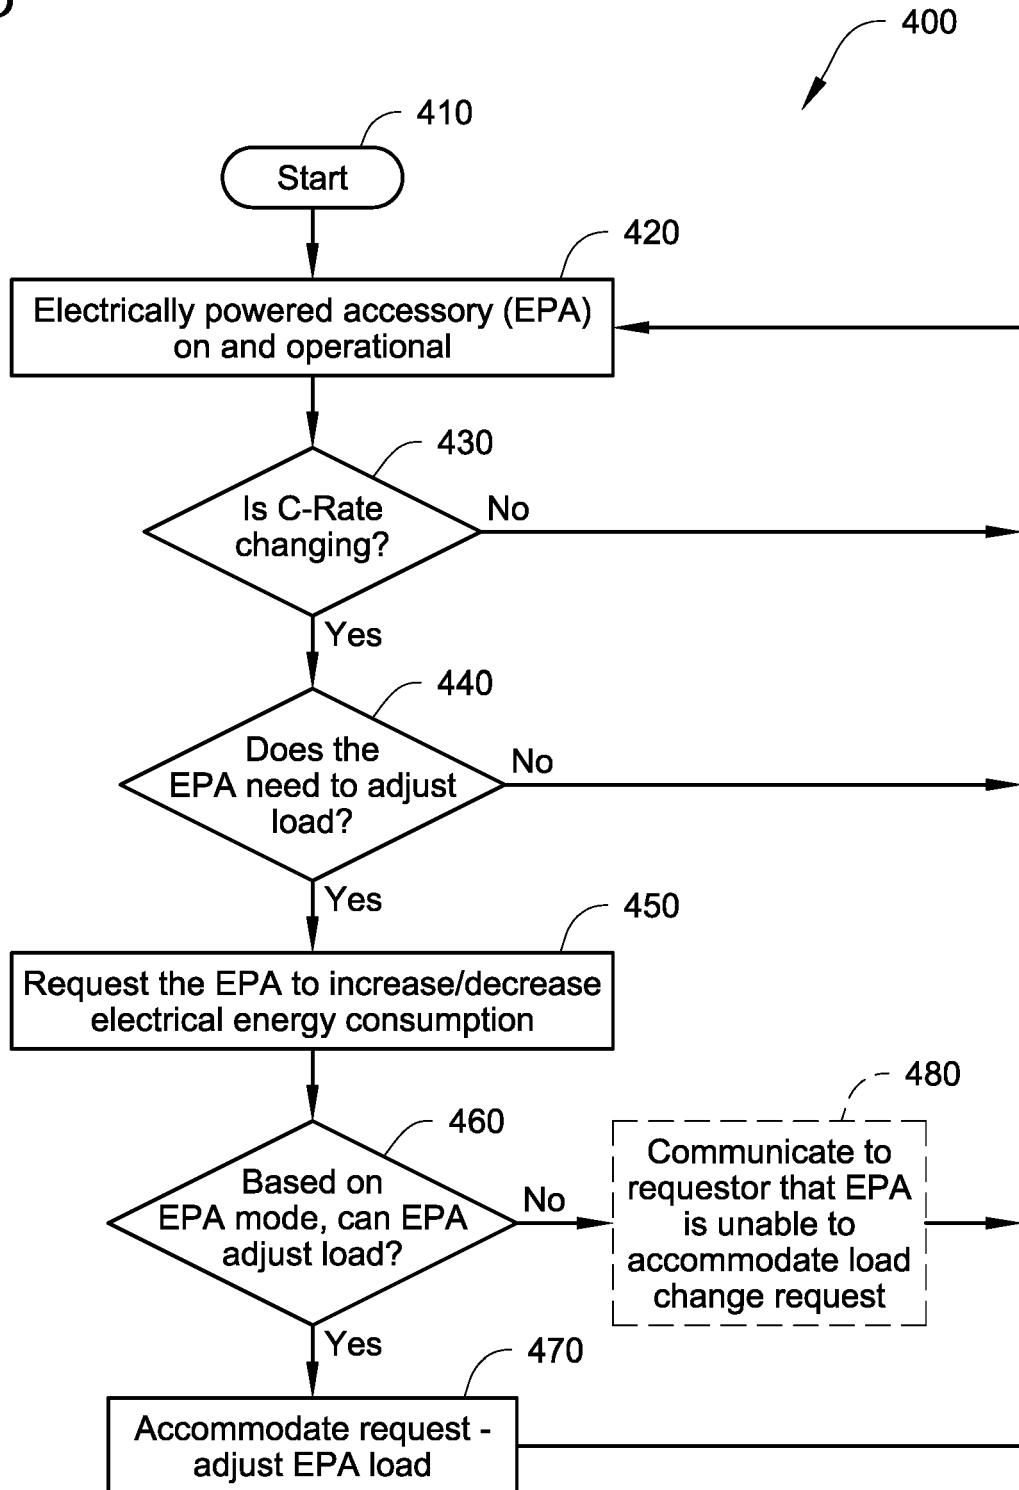 400
410
Start
420
Electrically powered accessory (EPA)
on and operational
430
Is C-Rate
changing?
No
Yes
440
Does the
EPA need to adjust
load?
No
Yes
450
Request the EPA to increase/decrease
electrical energy consumption
460
Based on
EPA mode, can EPA
adjust load?
No
480
Communicate to
requestor that EPA
is unable to
accommodate load
change request
Yes
470
Accommodate request -
adjust EPA load